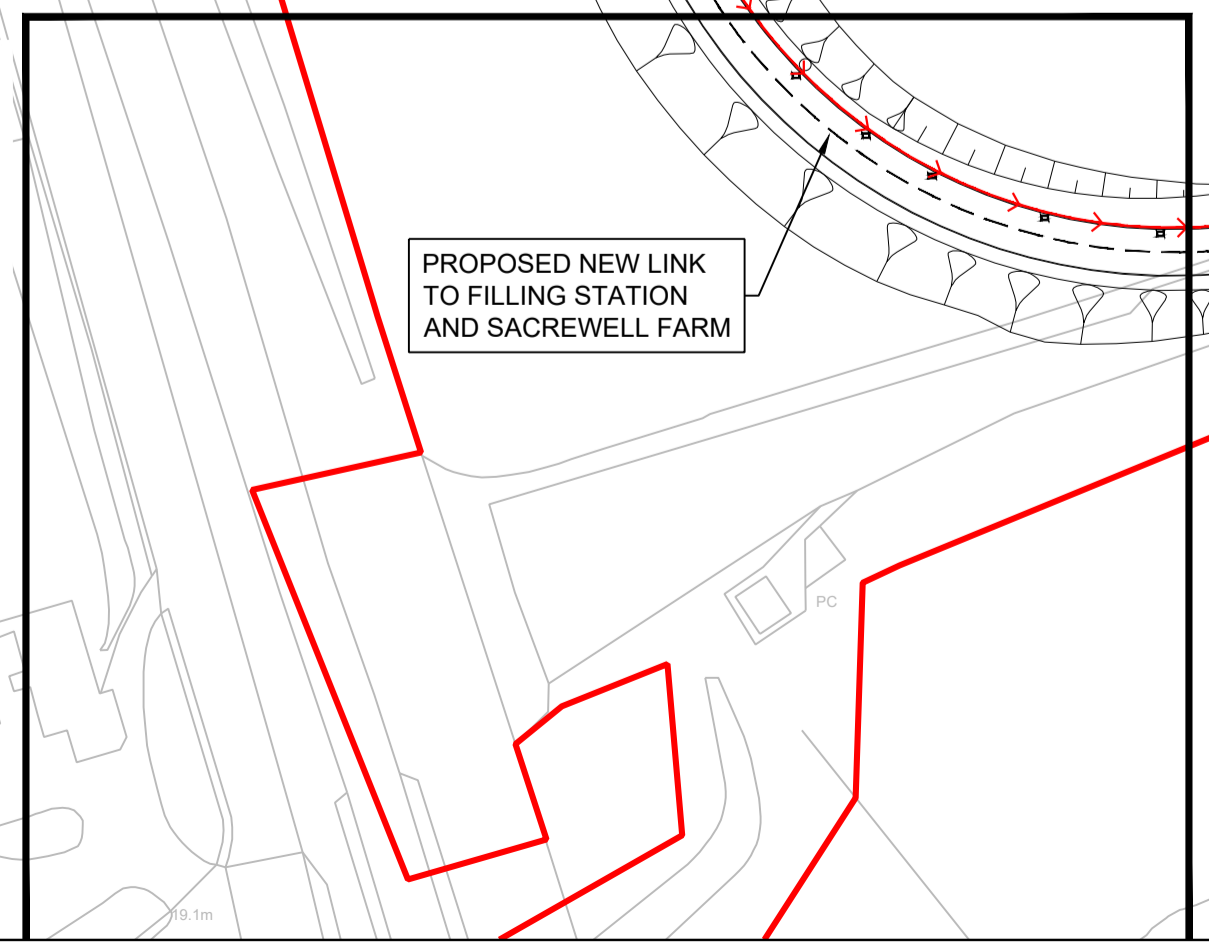 PROPOSED NEW LINK
TO FILLING STATION
AND SACREWELL FARM
PC
19.1m